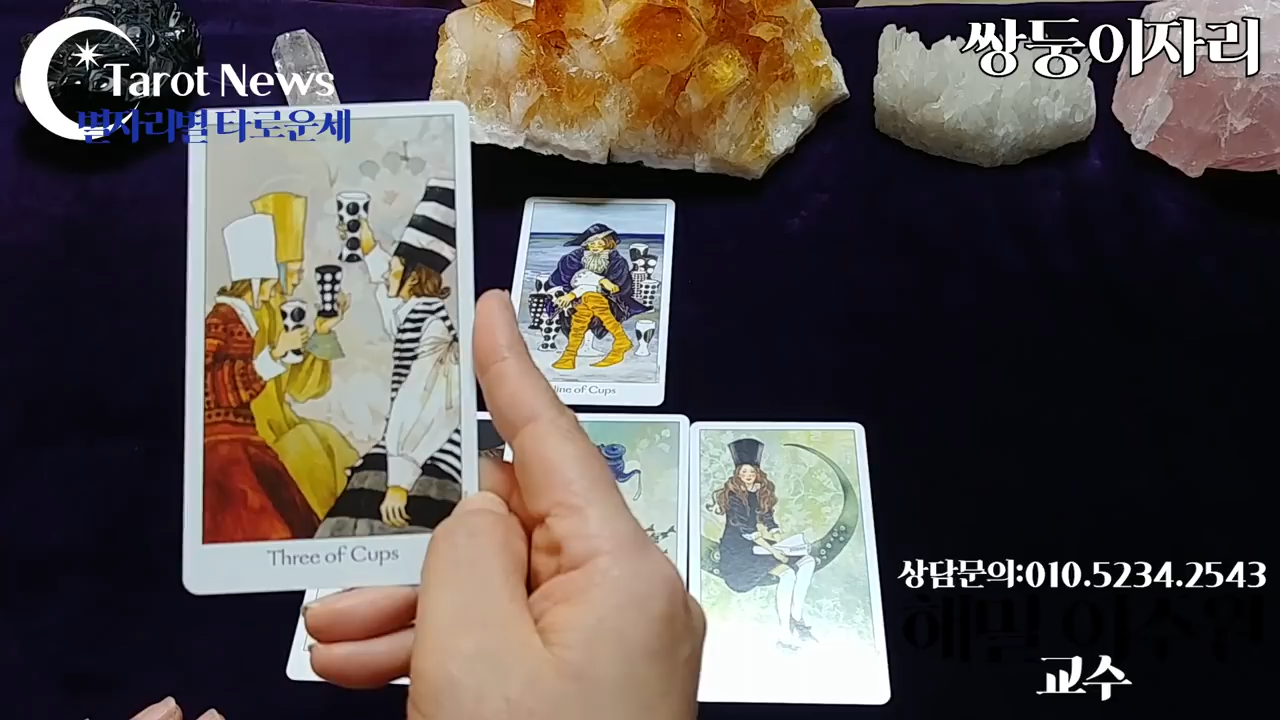 Tarot News
별자리별 타로운세
쌍둥이자리
Three of Cups
Nine of Cups
상담문의:010.5234.2543
교수